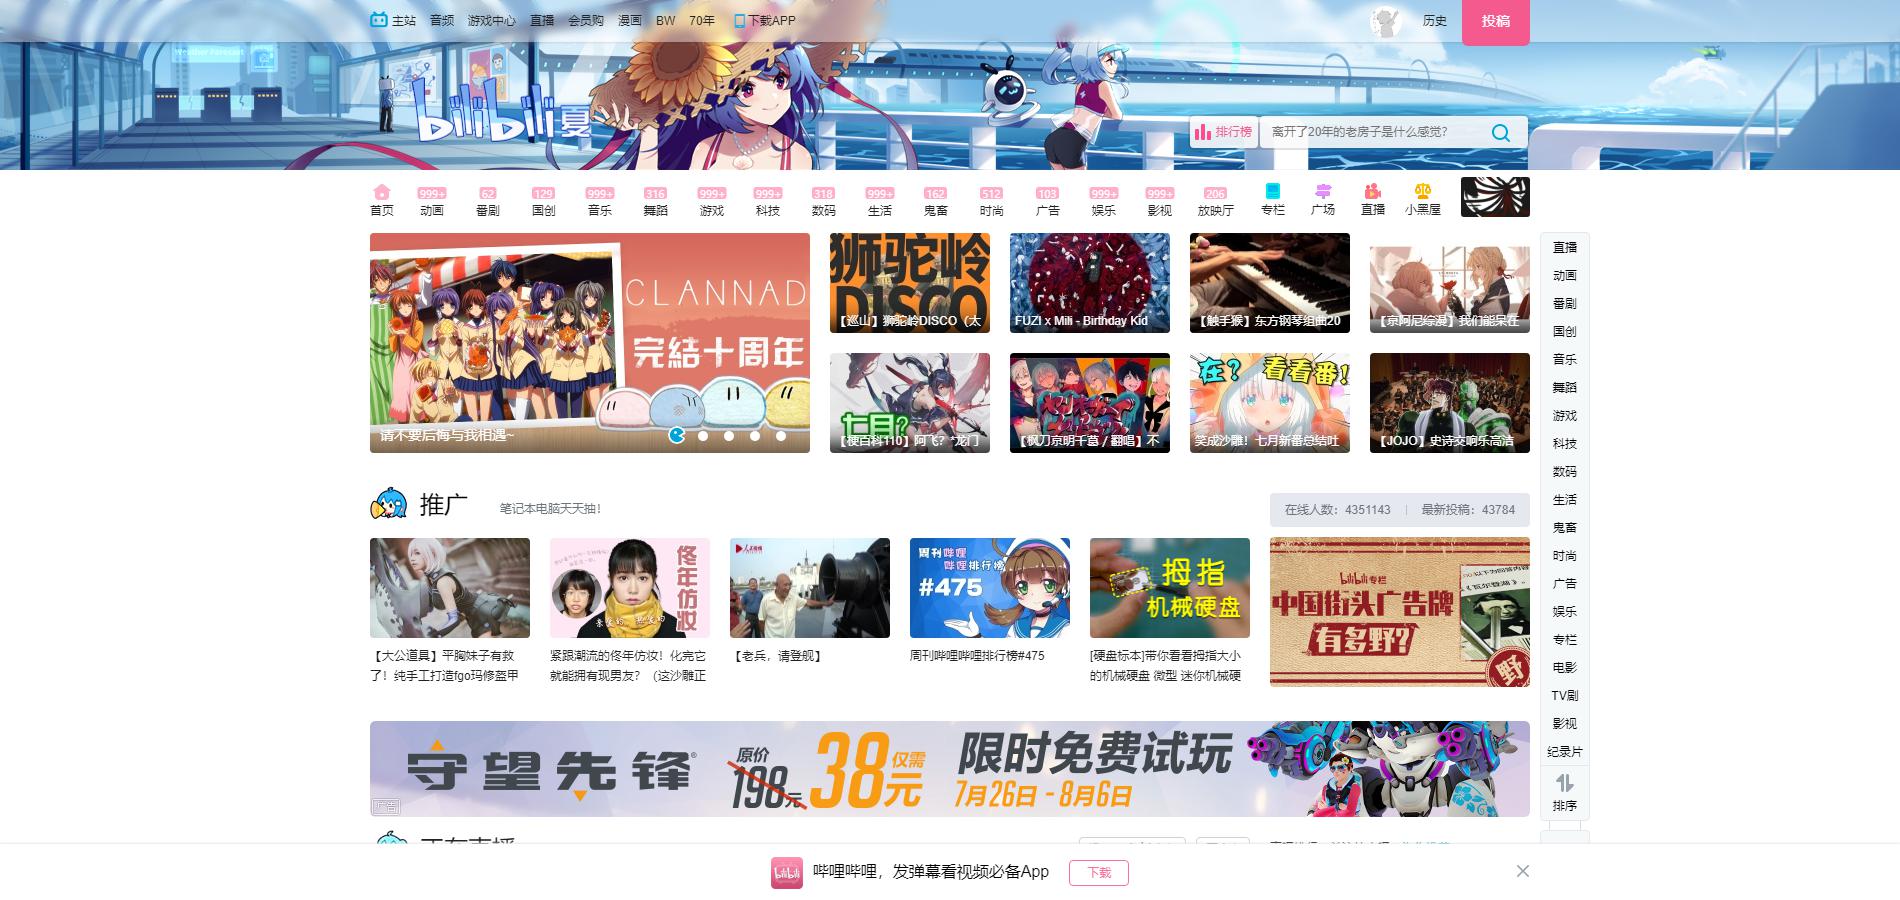 主站 音频 游戏中心 直播 会员购 漫画 BW 70年 下载APP
历史 投稿
Weather Forecast
bilibili夏
排行榜 离开了20年的老房子是什么感觉?
999+ 62 129 999+ 316 999+ 999+ 318 999+ 162 512 103 999+ 999+ 206
首页 动画 番剧 国创 音乐 舞蹈 游戏 科技 数码 生活 鬼畜 时尚 广告 娱乐 影视 放映厅 专栏 广场 直播 小黑屋
CLANNAD
完結十周年
请不要后悔与我相遇~
狮驼岭
DISCO
【巡山】狮驼岭DISCO（太
FUZI x Mili - Birthday Kid
【触手猴】东方钢琴组曲20
【京阿尼综漫】我们能呆在
七月?
【梗百科110】阿飞？"龙门
【枫刀京明千暮 / 翻唱】不
在? 看看番!
笑成沙雕！七月新番总结吐
【JOJO】史诗交响乐高洁
直播
动画
番剧
国创
音乐
舞蹈
游戏
科技
数码
生活
鬼畜
时尚
广告
娱乐
专栏
电影
TV剧
影视
纪录片
排序
推广 笔记本电脑天天抽！
在线人数：4351143 最新投稿：43784
佟年仿妆
周刊哔哩
哔哩排行榜
#475
拇指
机械硬盘
bilibili专栏
中国街头广告牌
有多野?
野
【大公道具】平胸妹子有救
了！纯手工打造fgo玛修盔甲
紧跟潮流的佟年仿妆！化完它
就能拥有现男友？（这沙雕正
【老兵，请登舰】
周刊哔哩哔哩排行榜#475
[硬盘标本]带你看看拇指大小
的机械硬盘 微型 迷你机械硬
守望先锋®
原价
198元
38元
仅需
限时免费试玩
7月26日 - 8月6日
广告
正在直播
bilibili 哔哩哔哩，发弹幕看视频必备App 下载